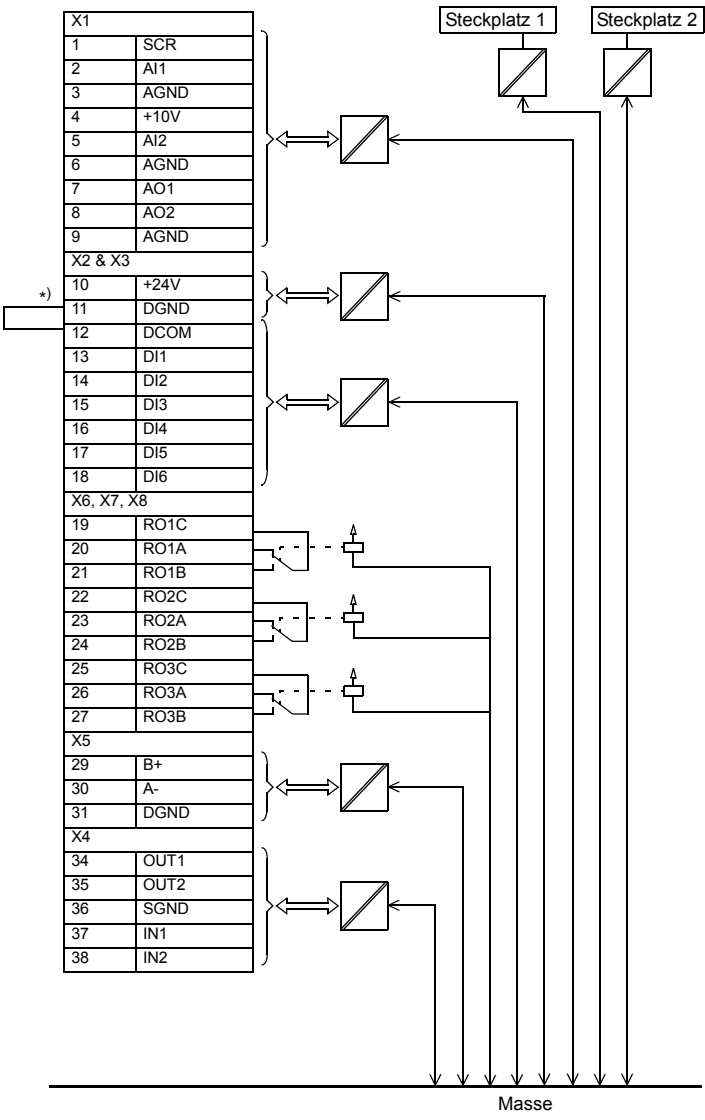 Steckplatz 1
Steckplatz 2
X1
1 SCR
2 AI1
3 AGND
4 +10V
5 AI2
6 AGND
7 AO1
8 AO2
9 AGND
X2 & X3
10 +24V
*)
11 DGND
12 DCOM
13 DI1
14 DI2
15 DI3
16 DI4
17 DI5
18 DI6
X6, X7, X8
19 RO1C
20 RO1A
21 RO1B
22 RO2C
23 RO2A
24 RO2B
25 RO3C
26 RO3A
27 RO3B
X5
29 B+
30 A-
31 DGND
X4
34 OUT1
35 OUT2
36 SGND
37 IN1
38 IN2
Masse